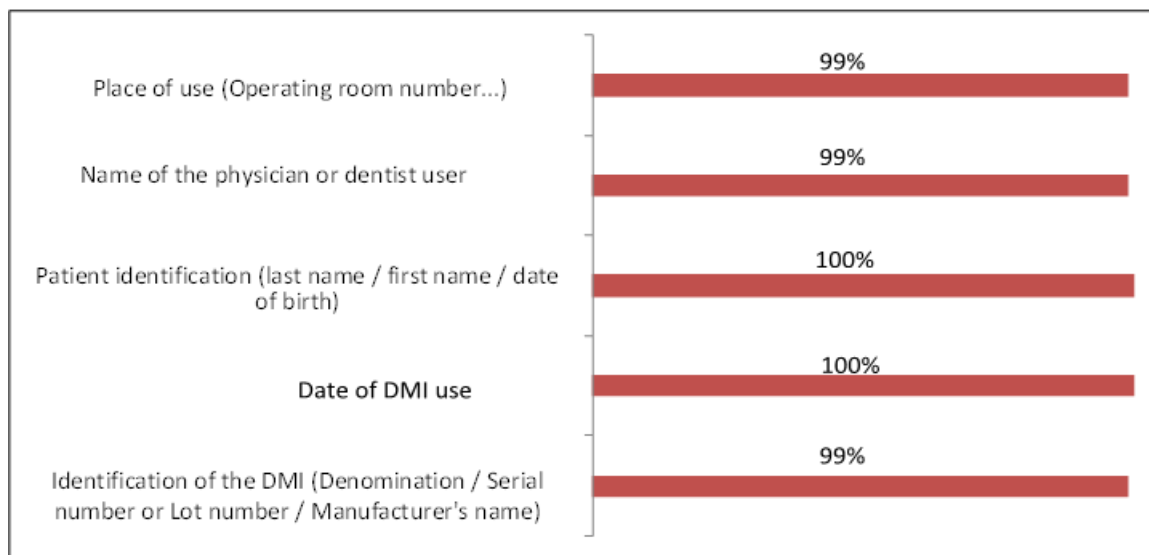 99%
Place of use (Operating room number...)
99%
Name of the physician or dentist user
100%
Patient identification (last name / first name / date
of birth)
100%
Date of DMI use
99%
Identification of the DMI (Denomination / Serial
number or Lot number / Manufacturer's name)